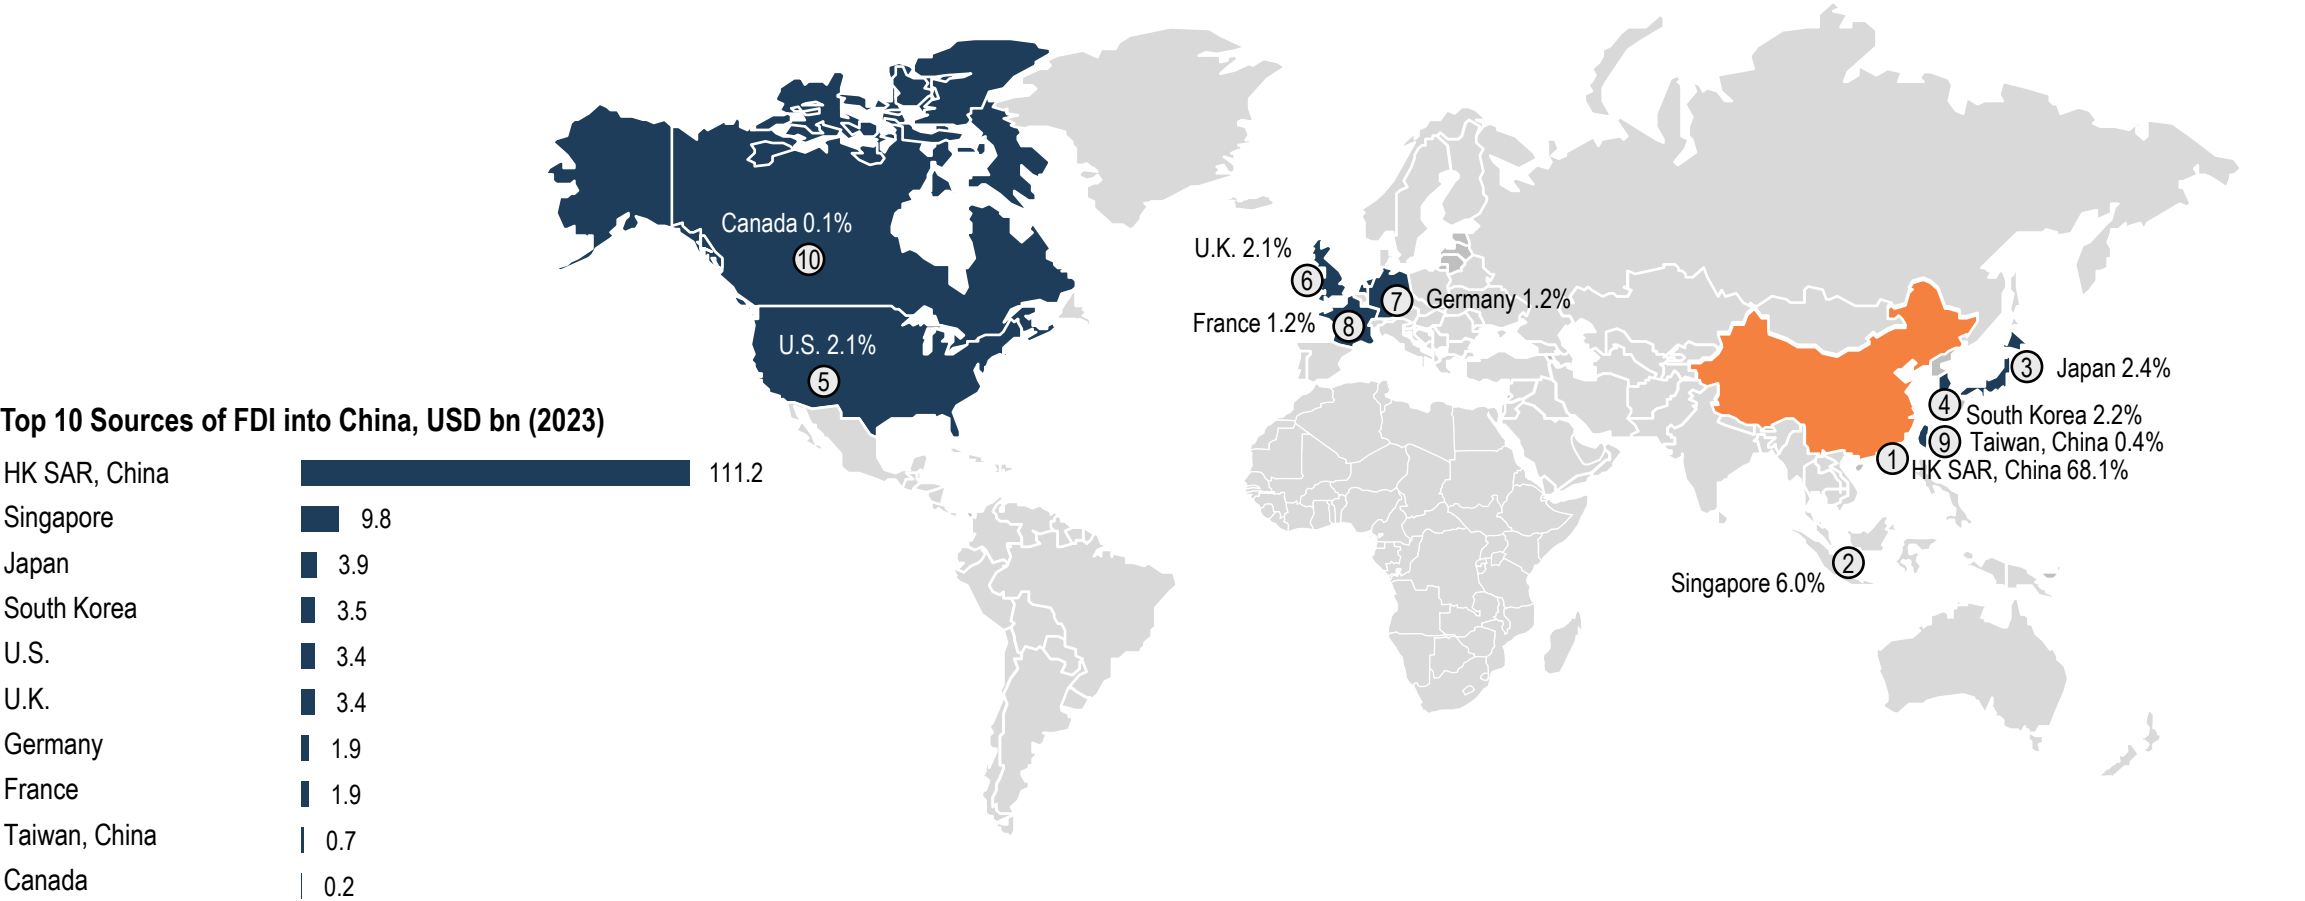 Canada 0.1%
10
U.K. 2.1%
6
7
Germany 1.2%
France 1.2%
8
U.S. 2.1%
5
3
Japan 2.4%
4
South Korea 2.2%
9
Taiwan, China 0.4%
1
HK SAR, China 68.1%
2
Singapore 6.0%
Top 10 Sources of FDI into China, USD bn (2023)
HK SAR, China 111.2
Singapore 9.8
Japan 3.9
South Korea 3.5
U.S. 3.4
U.K. 3.4
Germany 1.9
France 1.9
Taiwan, China 0.7
Canada 0.2